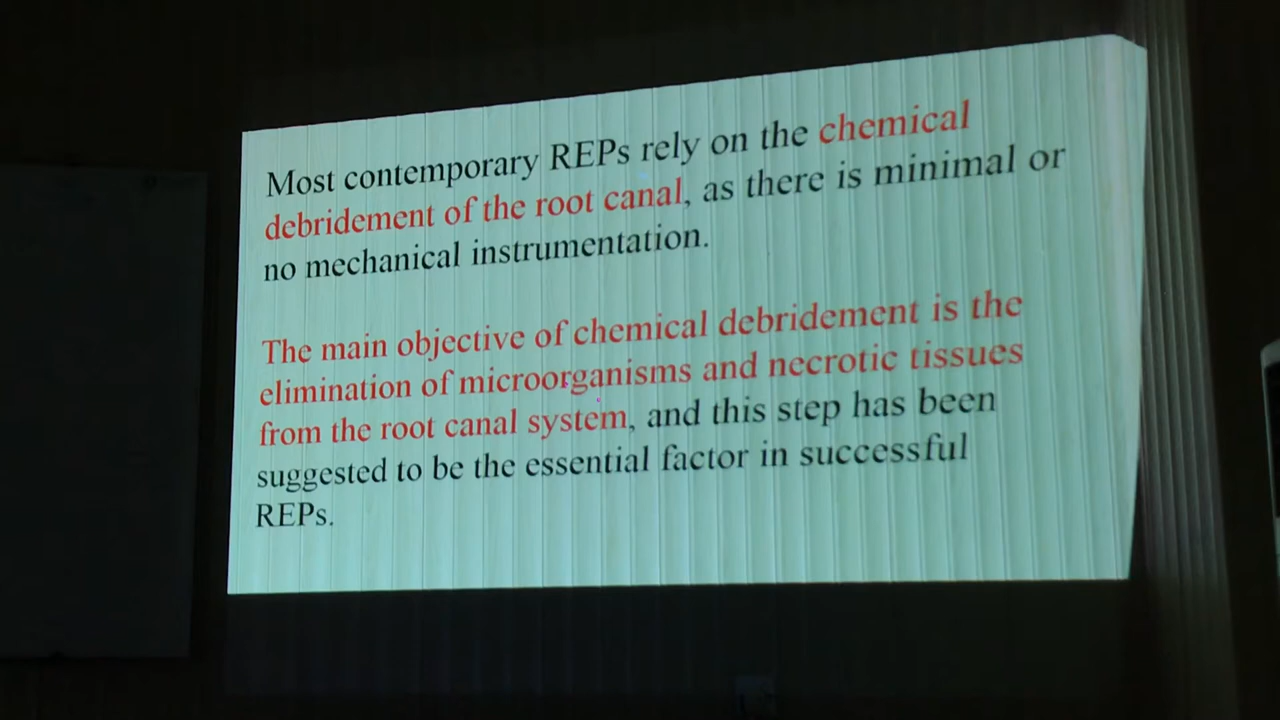 Most contemporary REPs rely on the chemical
debridement of the root canal, as there is minimal or
no mechanical instrumentation.
The main objective of chemical debridement is the
elimination of microorganisms and necrotic tissues
from the root canal system, and this step has been
suggested to be the essential factor in successful
REPs.